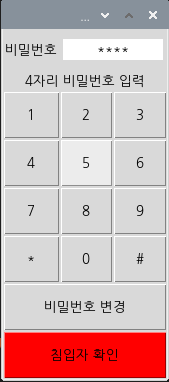 ...
비밀번호 ****
4자리 비밀번호 입력
1 2 3
4 5 6
7 8 9
* 0 #
비밀번호 변경
침입자 확인